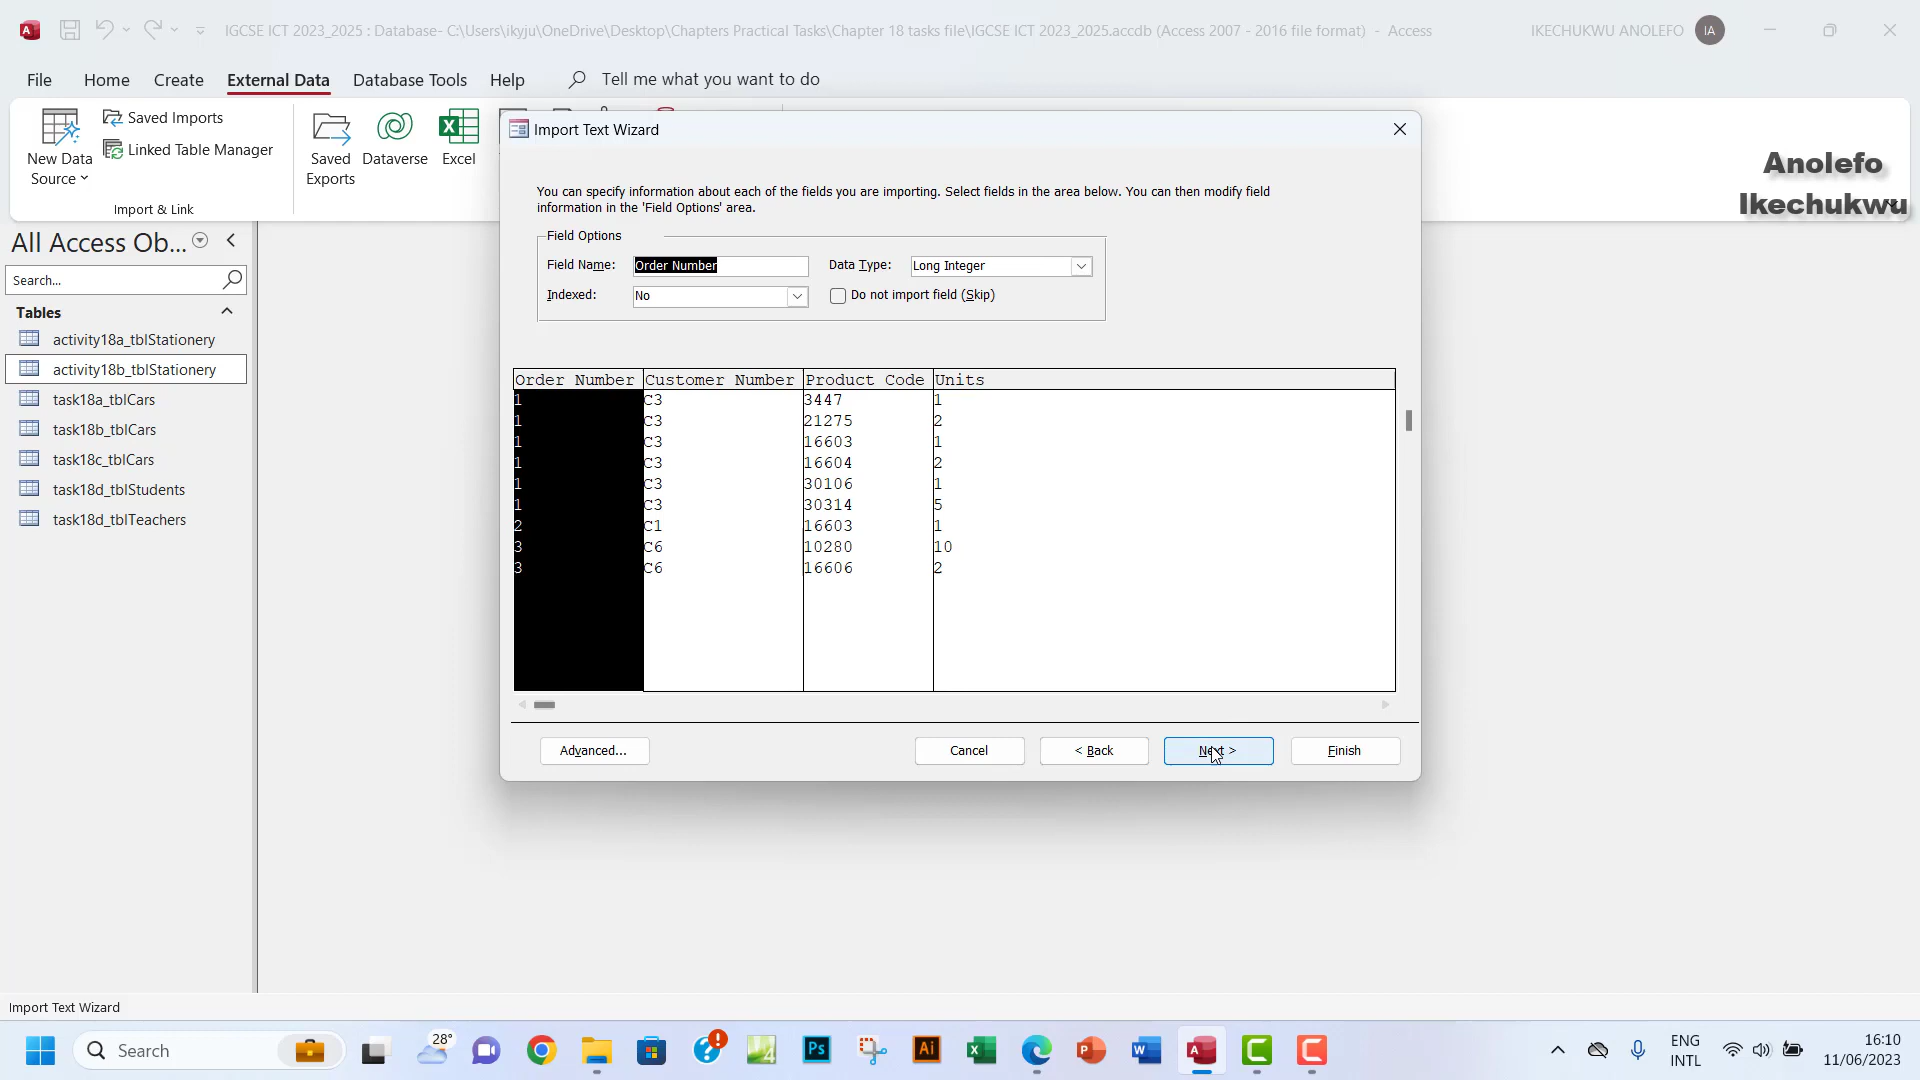 IGCSE ICT 2023_2025 : Database- C:\Users\ikyju\OneDrive\Desktop\Chapters Practical Tasks\Chapter 18 tasks file\IGCSE ICT 2023_2025.accdb (Access 2007 - 2016 file format) - Access
IKECHUKWU ANOLEFO
IA
File
Home
Create
External Data
Database Tools
Help
Tell me what you want to do
New Data
Source
Saved Imports
Linked Table Manager
Import & Link
Saved
Exports
Dataverse
Excel
Anolefo
Ikechukwu
All Access Ob...
Search...
Tables
activity18a_tblStationery
activity18b_tblStationery
task18a_tblCars
task18b_tblCars
task18c_tblCars
task18d_tblStudents
task18d_tblTeachers
Import Text Wizard
You can specify information about each of the fields you are importing. Select fields in the area below. You can then modify field
information in the 'Field Options' area.
Field Options
Field Name: Order Number Data Type: Long Integer
Indexed: No Do not import field (Skip)
Order Number Customer Number Product Code Units
1 C3 3447 1
1 C3 21275 2
1 C3 16603 1
1 C3 16604 2
1 C3 30106 1
1 C3 30314 5
2 C1 16603 1
3 C6 10280 10
3 C6 16606 2
Advanced... Cancel < Back Next > Finish
Import Text Wizard
Search
28°
Ps
Ai
ENG
INTL
16:10
11/06/2023